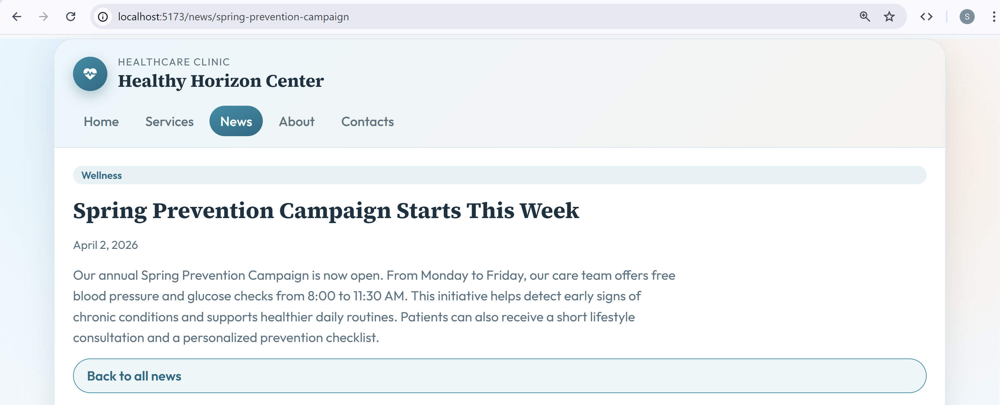 localhost:5173/news/spring-prevention-campaign
S
HEALTHCARE CLINIC
Healthy Horizon Center
Home Services News About Contacts
Wellness
Spring Prevention Campaign Starts This Week
April 2, 2026
Our annual Spring Prevention Campaign is now open. From Monday to Friday, our care team offers free
blood pressure and glucose checks from 8:00 to 11:30 AM. This initiative helps detect early signs of
chronic conditions and supports healthier daily routines. Patients can also receive a short lifestyle
consultation and a personalized prevention checklist.
Back to all news